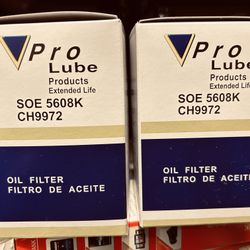 Pro
Lube
Products
Extended Life
SOE 5608K
CH9972
OIL FILTER
FILTRO DE ACEITE
Pro
Lube
Products
Extended Life
SOE 5608K
CH9972
OIL FILTER
FILTRO DE ACEITE